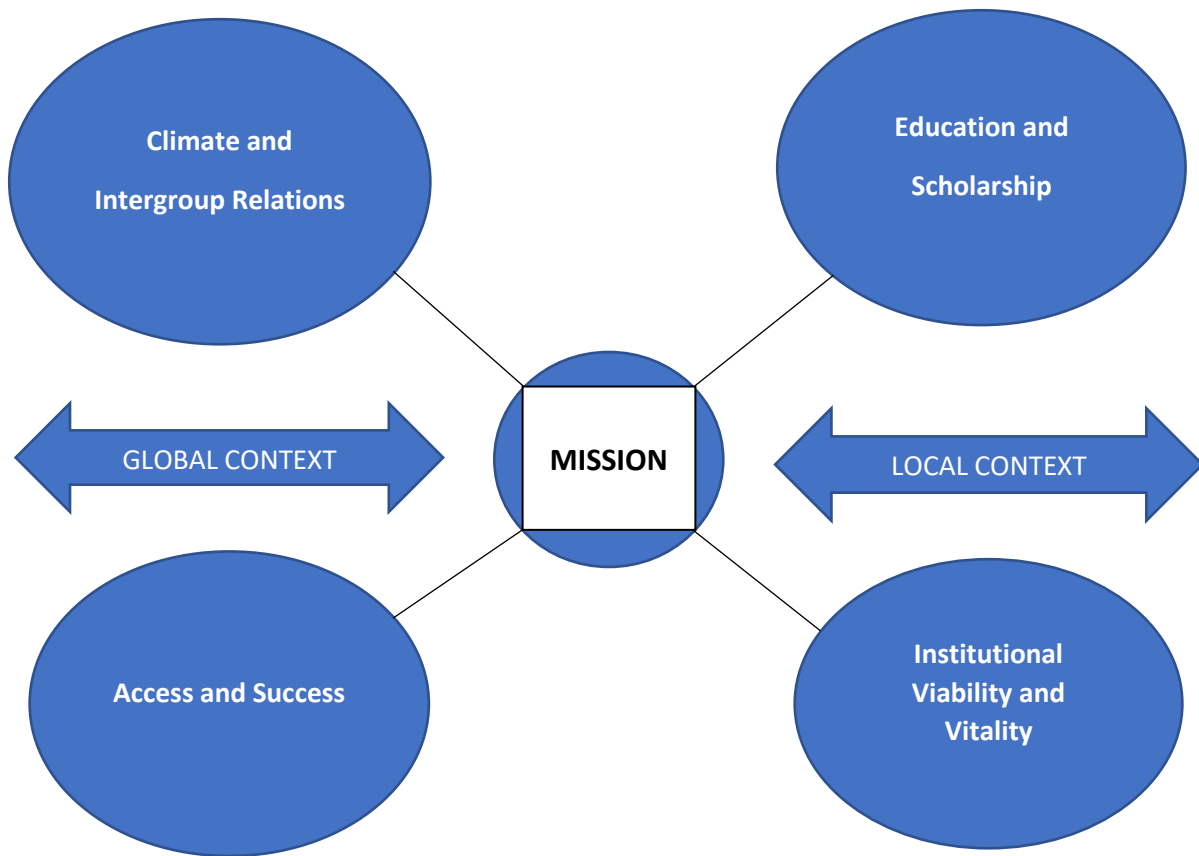 Climate and
Intergroup Relations
Education and
Scholarship
GLOBAL CONTEXT
MISSION
LOCAL CONTEXT
Access and Success
Institutional
Viability and
Vitality